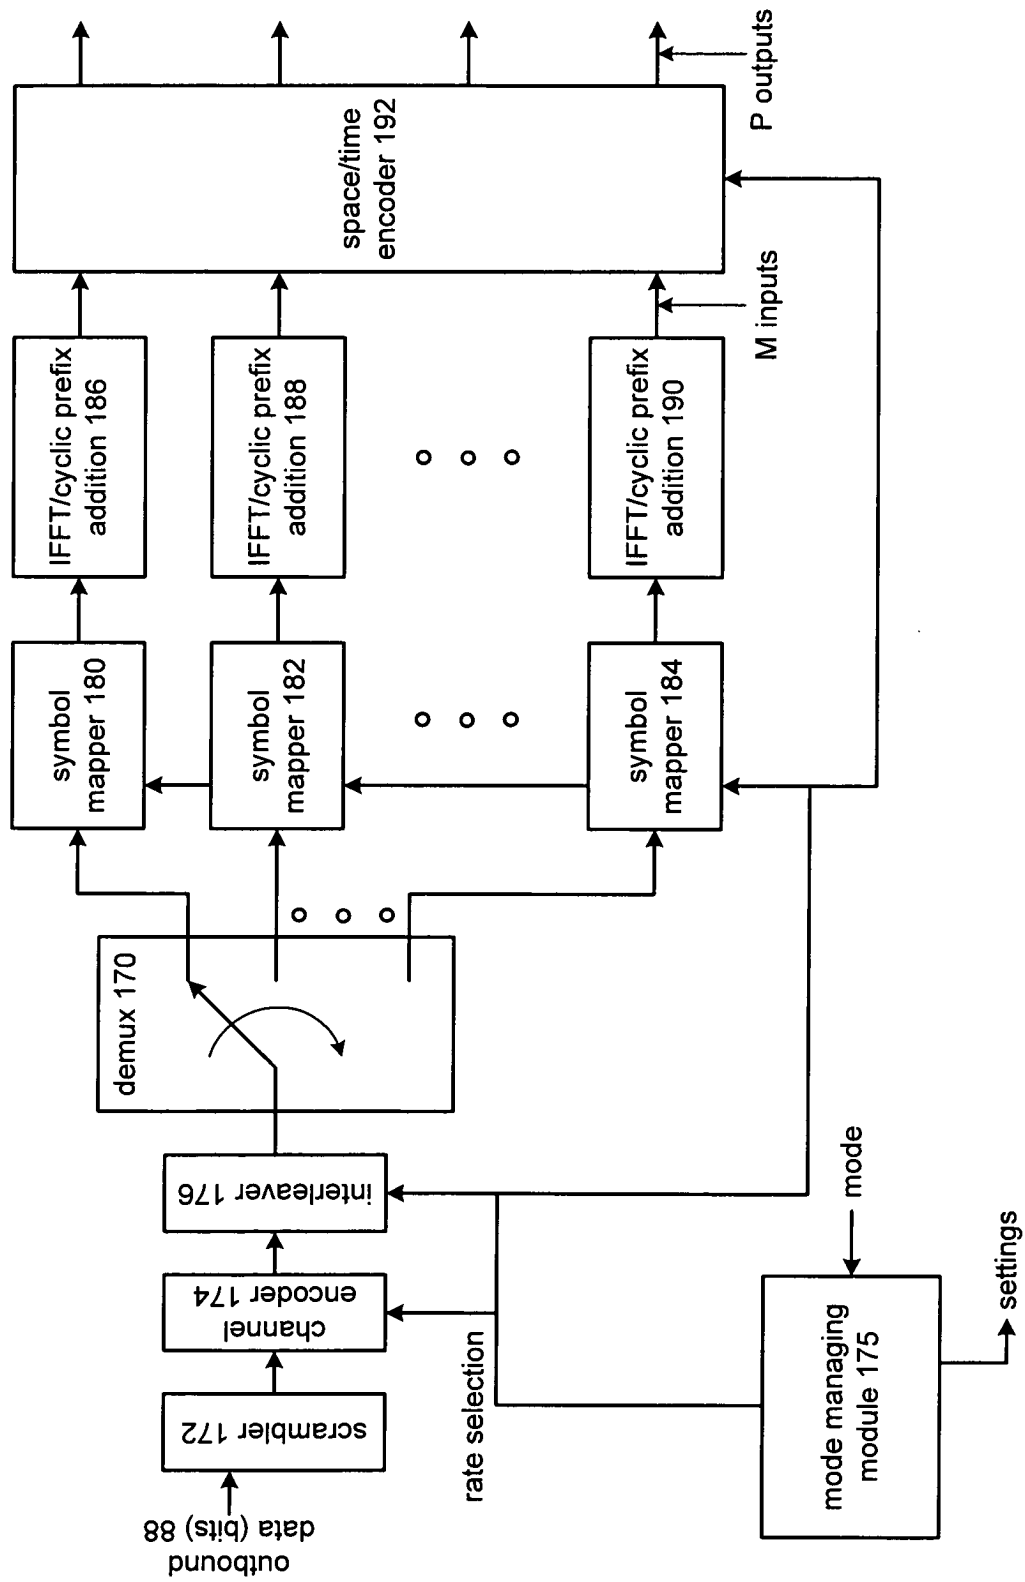 outbound
data (bits) 88
scrambler 172
channel
encoder 174
interleaver 176
rate selection
mode managing
module 175
mode
settings
demux 170
symbol
mapper 180
symbol
mapper 182
symbol
mapper 184
IFFT/cyclic prefix
addition 186
IFFT/cyclic prefix
addition 188
IFFT/cyclic prefix
addition 190
M inputs
space/time
encoder 192
P outputs